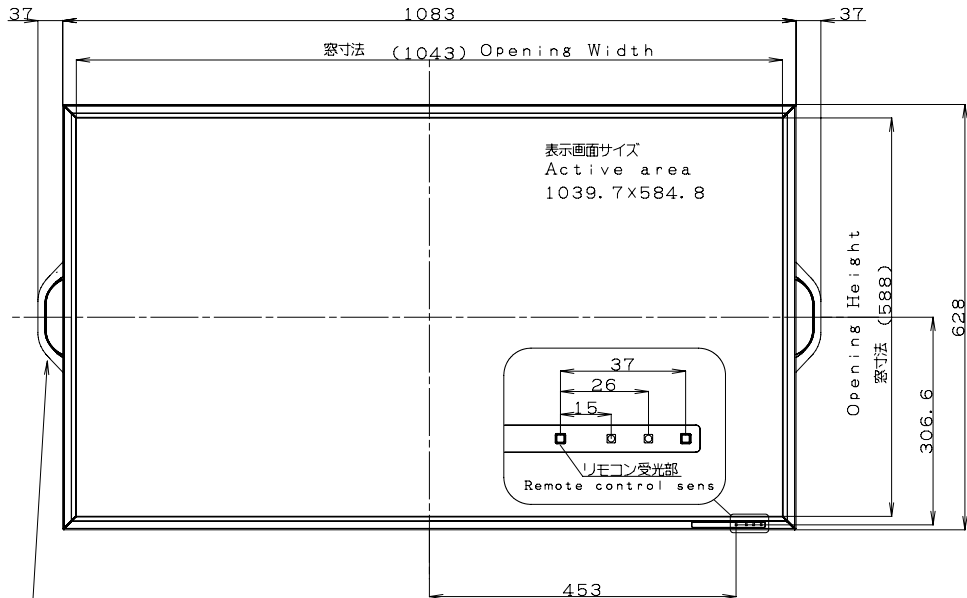 37
1083
37
窓寸法 (1043) Opening Width
表示画面サイズ
Active area
1039.7×584.8
Opening Height
窓寸法 (588)
628
306.6
37
26
15
リモコン受光部
Remote control sens
453